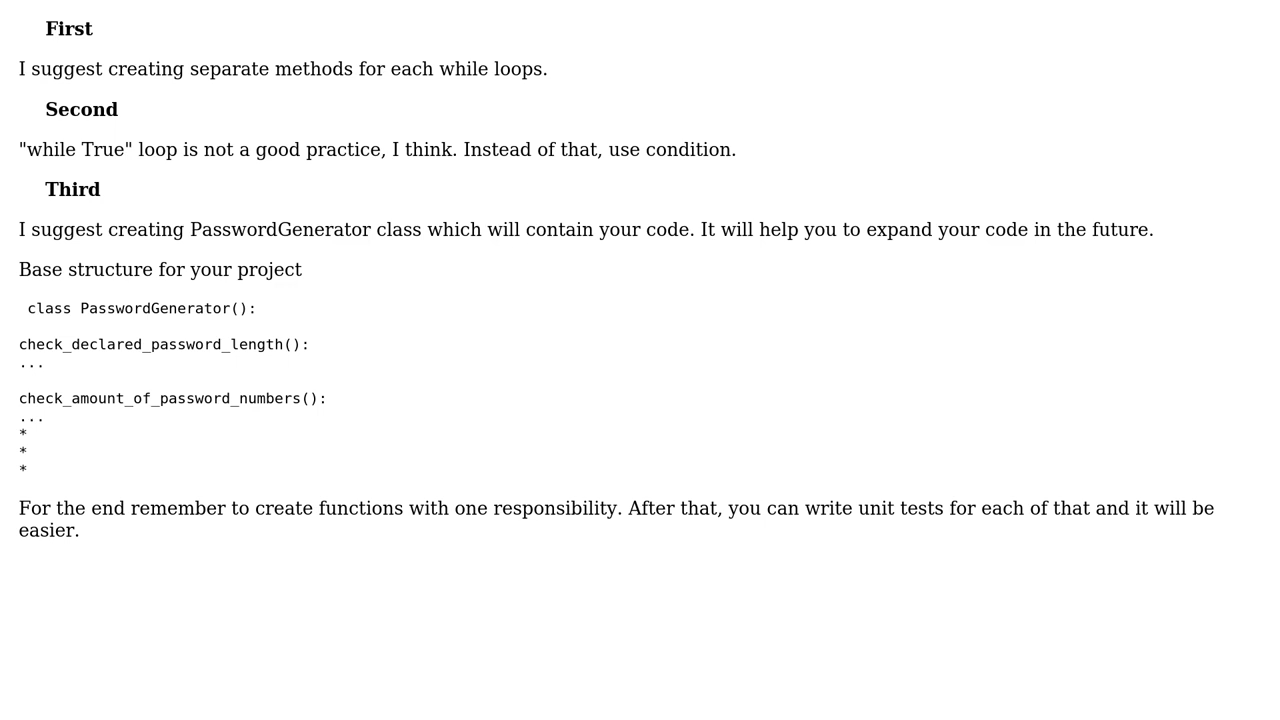 First
I suggest creating separate methods for each while loops.
Second
"while True" loop is not a good practice, I think. Instead of that, use condition.
Third
I suggest creating PasswordGenerator class which will contain your code. It will help you to expand your code in the future.
Base structure for your project
class PasswordGenerator():
check_declared_password_length():
...
check_amount_of_password_numbers():
...
*
*
*
For the end remember to create functions with one responsibility. After that, you can write unit tests for each of that and it will be
easier.